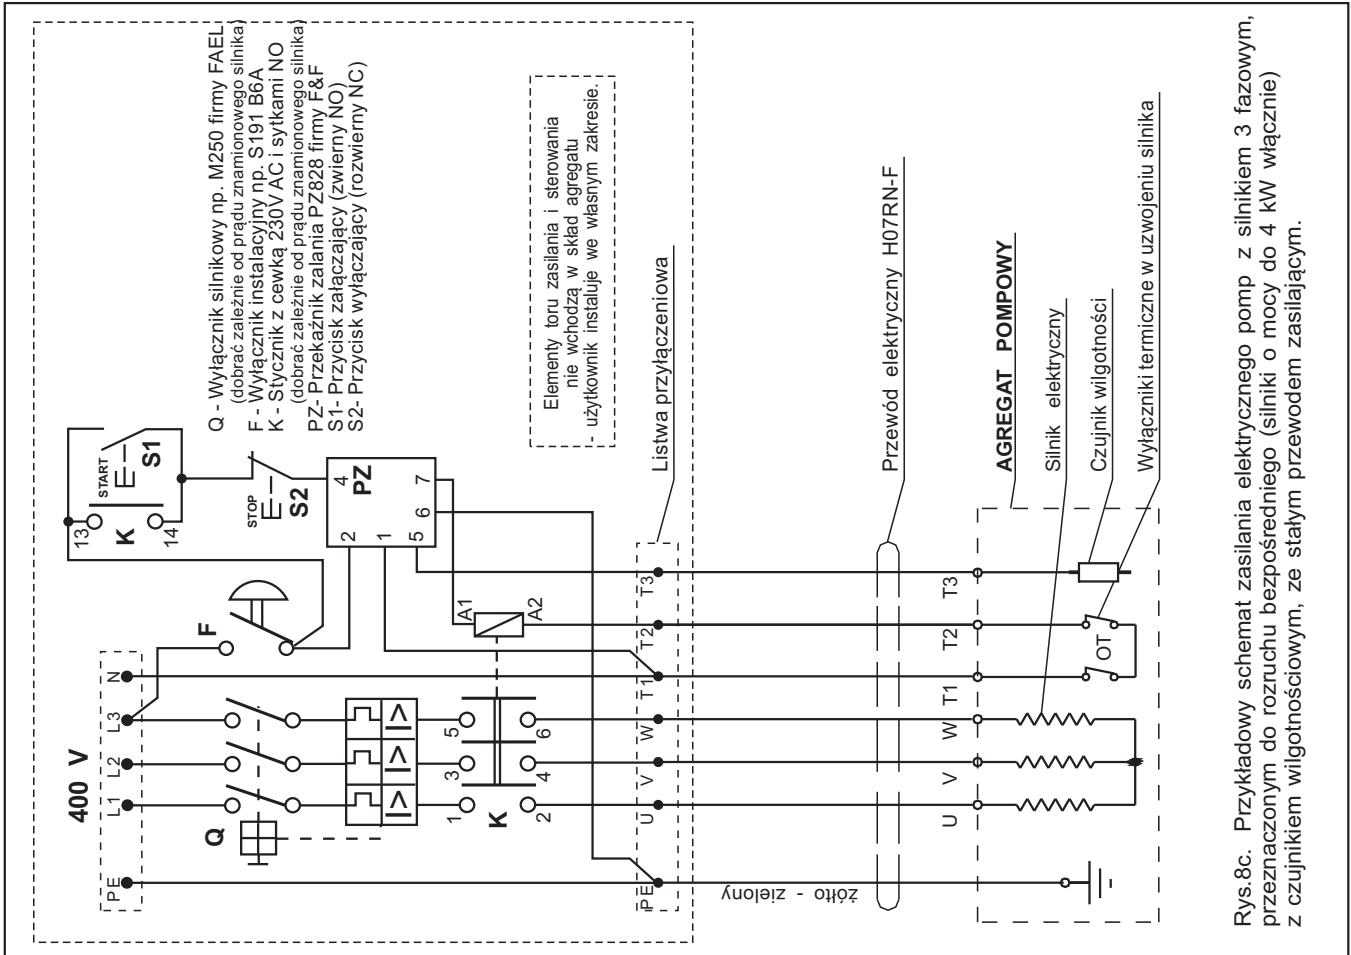 400 V
PE
L1
L2
L3
N
Q
F
13
K
14
START
S1
STOP
S2
4
PZ
2
1
5
6
7
A1
A2
1
3
5
K
2
4
6
Q - Wyłącznik silnikowy np. M250 firmy FAEL
(dobrać zależnie od prądu znamionowego silnika)
F - Wyłącznik instalacyjny np. S191 B6A
K - Stycznik z cewką 230V AC i sytkami NO
(dobrać zależnie od prądu znamionowego silnika)
PZ- Przekaźnik zalania PZ828 firmy F&F
S1- Przycisk załączający (zwierny NO)
S2- Przycisk wyłączający (rozwierny NC)
Elementy toru zasilania i sterowania
nie wchodzą w skład agregatu
- użytkownik instaluje we własnym zakresie.
PE
U
V
W
T1
T2
T3
Listwa przyłączeniowa
żółto - zielony
Przewód elektryczny H07RN-F
U
V
W
T1
T2
T3
AGREGAT POMPOWY
Silnik elektryczny
Czujnik wilgotności
Wyłączniki termiczne w uzwojeniu silnika
OT
Rys.8c. Przykładowy schemat zasilania elektrycznego pomp z silnikiem 3 fazowym,
przeznaczonym do rozruchu bezpośredniego (silniki o mocy do 4 kW włącznie)
z czujnikiem wilgotnościowym, ze stałym przewodem zasilającym.